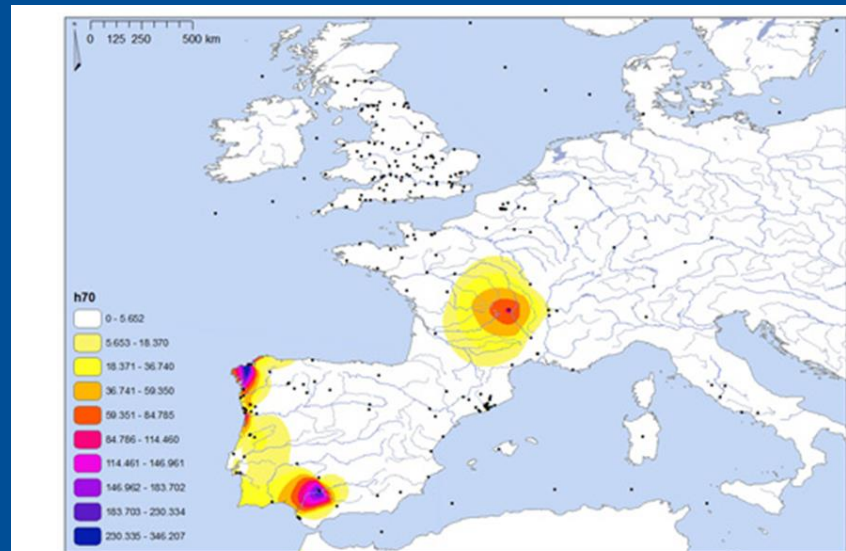 0 125 250 500 km
h70
0 - 5.652
5.653 - 18.370
18.371 - 36.740
36.741 - 59.350
59.351 - 84.785
84.786 - 114.460
114.461 - 146.961
146.962 - 183.702
183.703 - 230.334
230.335 - 346.207